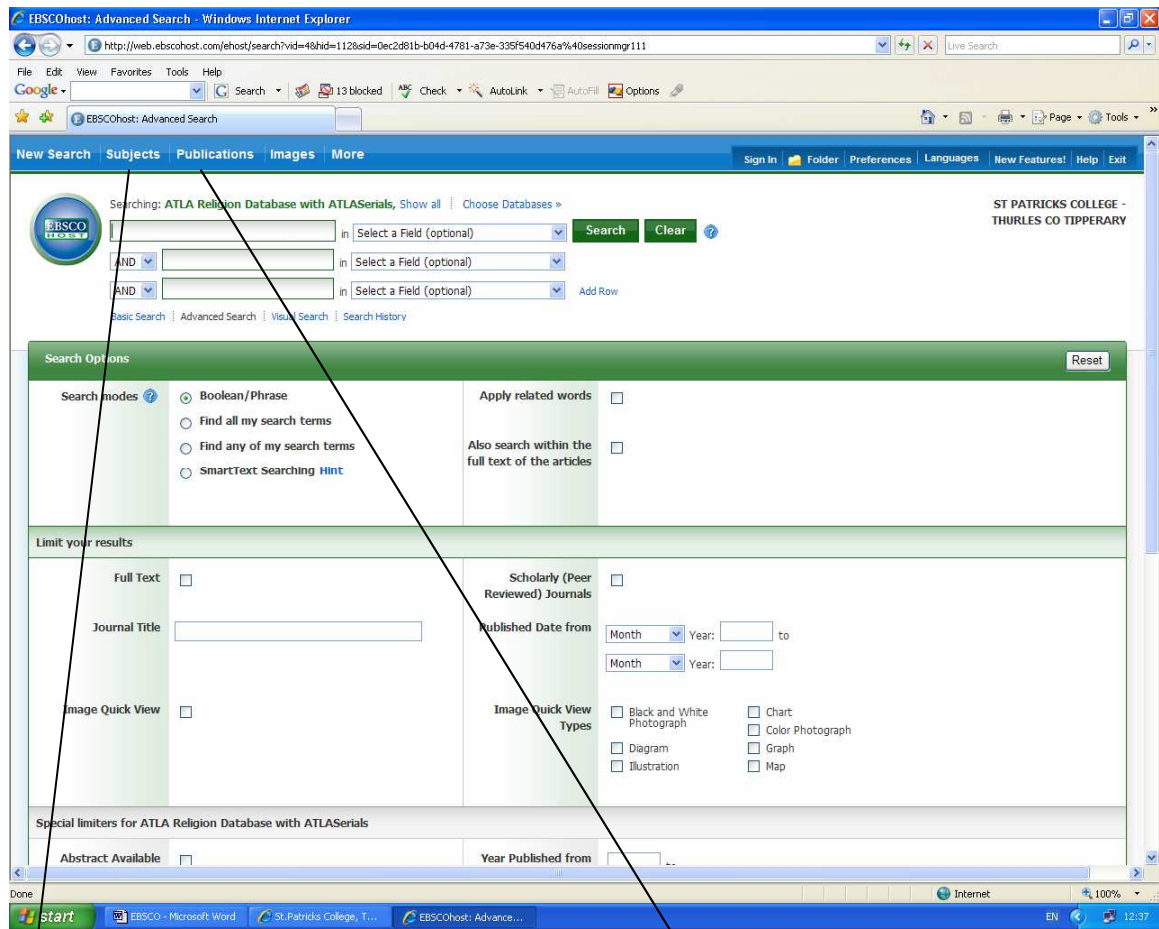 EBSCOhost: Advanced Search - Windows Internet Explorer
http://web.ebscohost.com/ehost/search?vid=4&hid=112&sid=0ec2d81b-b04d-4781-a73e-335f540d476a%40sessionmgr111 Live Search
File Edit View Favorites Tools Help
Google G Search 13 blocked ABC Check AutoLink AutoFill Options
EBSCOhost: Advanced Search Page Tools »
New Search Subjects Publications Images More Sign In Folder Preferences Languages New Features! Help Exit
Searching: ATLA Religion Database with ATLASerials, Show all Choose Databases » ST PATRICKS COLLEGE -
THURLES CO TIPPERARY
EBSCO
HOST
in Select a Field (optional) Search Clear ?
AND in Select a Field (optional)
AND in Select a Field (optional) Add Row
Basic Search Advanced Search Visual Search Search History
Search Options Reset
Search modes ? Boolean/Phrase Apply related words
Find all my search terms
Find any of my search terms Also search within the
full text of the articles
SmartText Searching Hint
Limit your results
Full Text Scholarly (Peer
Reviewed) Journals
Journal Title Published Date from Month Year: to
Month Year:
Image Quick View Image Quick View
Types
Black and White
Photograph
Chart
Color Photograph
Diagram Graph
Illustration Map
Special limiters for ATLA Religion Database with ATLASerials
Abstract Available Year Published from to
Done Internet 100%
start EBSCO - Microsoft Word St.Patricks College, T... EBSCOhost: Advance... EN 12:37